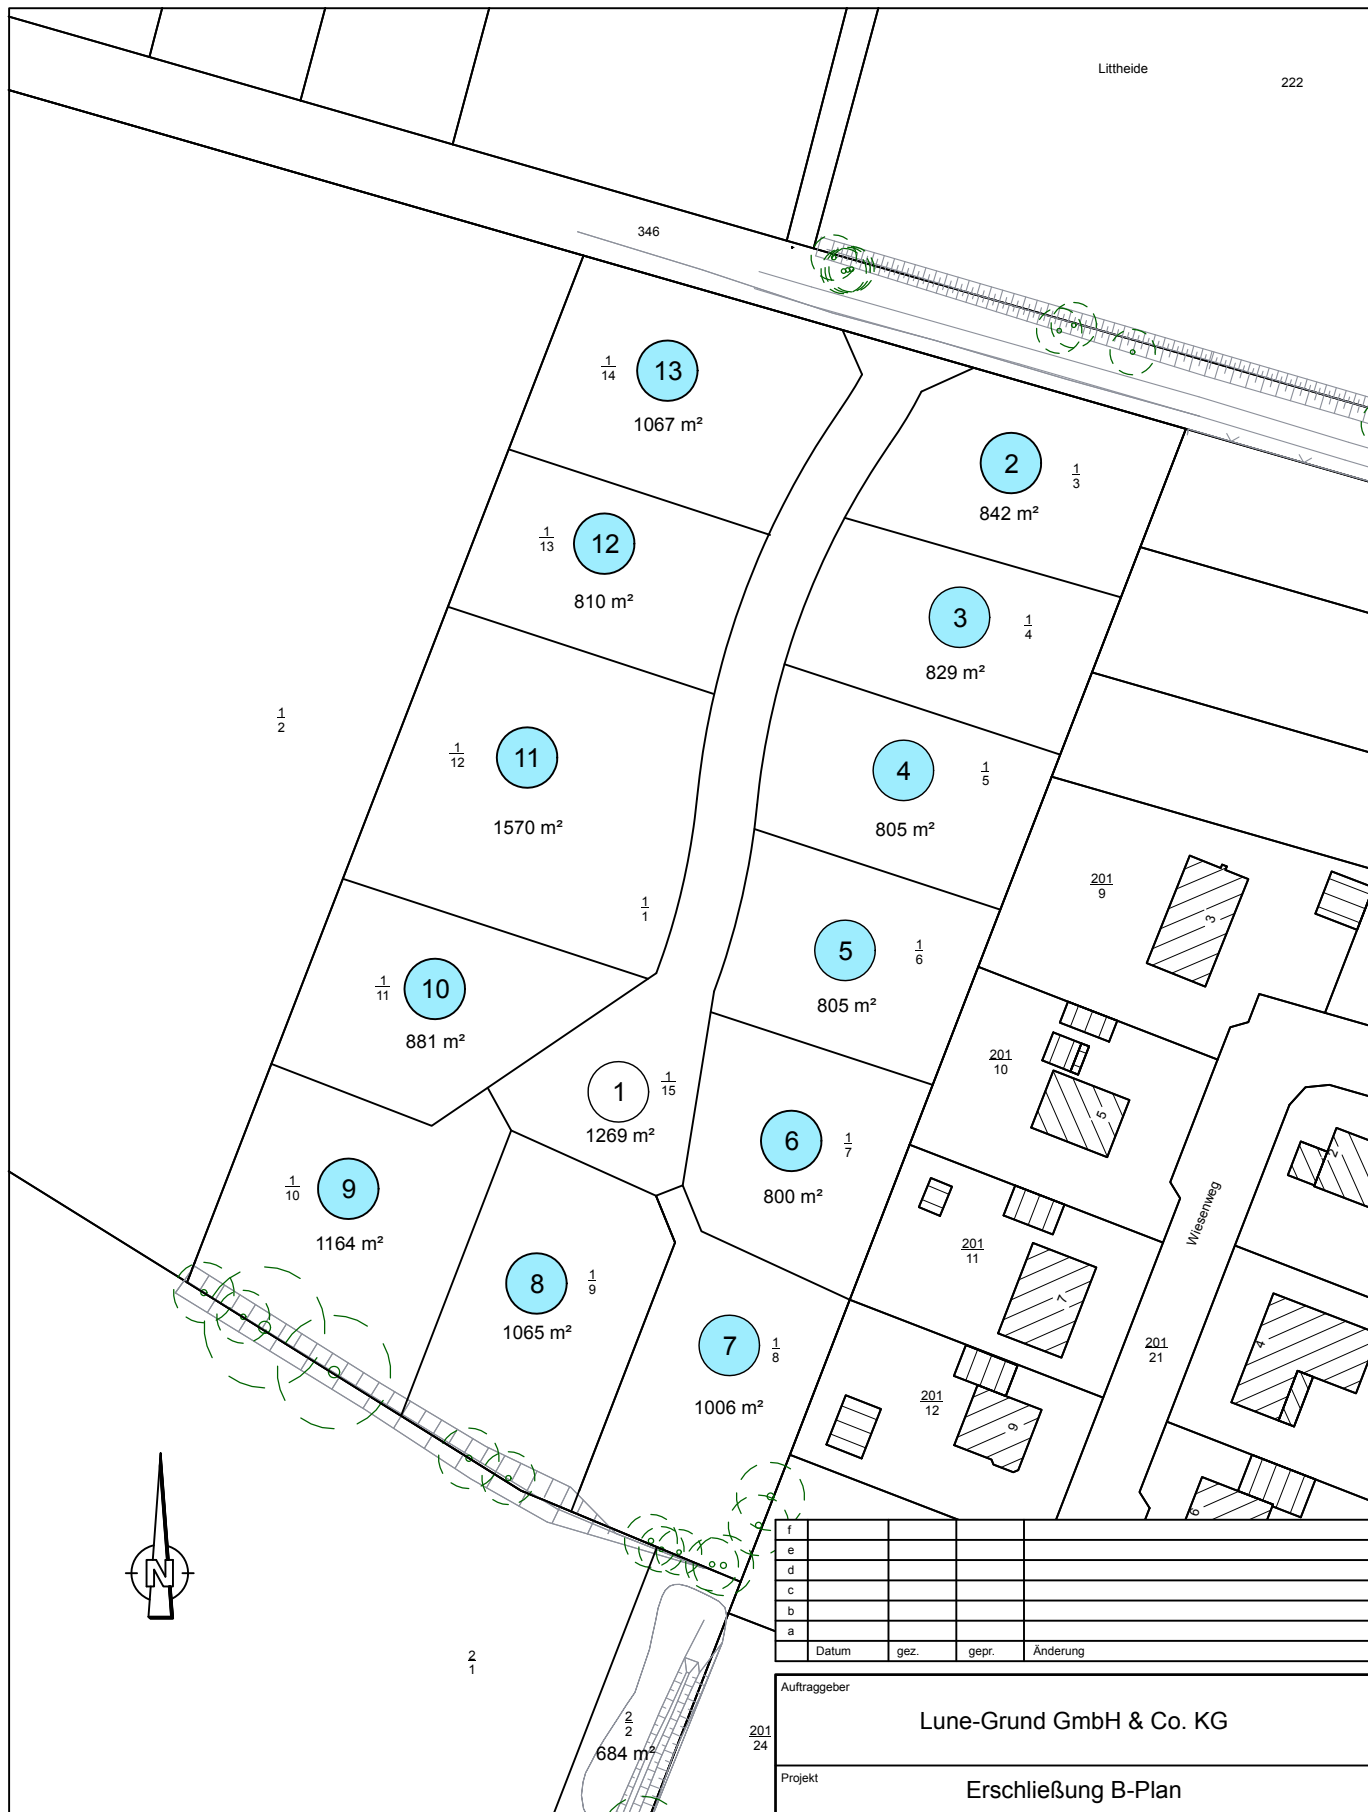 Littheide
222
346
1
14
13
1067 m²
2
1
3
842 m²
1
13
12
810 m²
3
1
4
829 m²
1
2
1
12
11
1570 m²
4
1
5
805 m²
201
9
3
1
1
5
1
6
805 m²
1
11
10
881 m²
201
10
5
1
1
15
1269 m²
6
1
7
800 m²
2
1
10
9
1164 m²
Wiesenweg
201
11
7
8
1
9
1065 m²
7
1
8
1006 m²
201
21
4
201
12
9
6
N
f
e
d
c
b
a
Datum gez. gepr. Änderung
2
1
2
2
684 m²
201
24
Auftraggeber
Lune-Grund GmbH & Co. KG
Projekt
Erschließung B-Plan